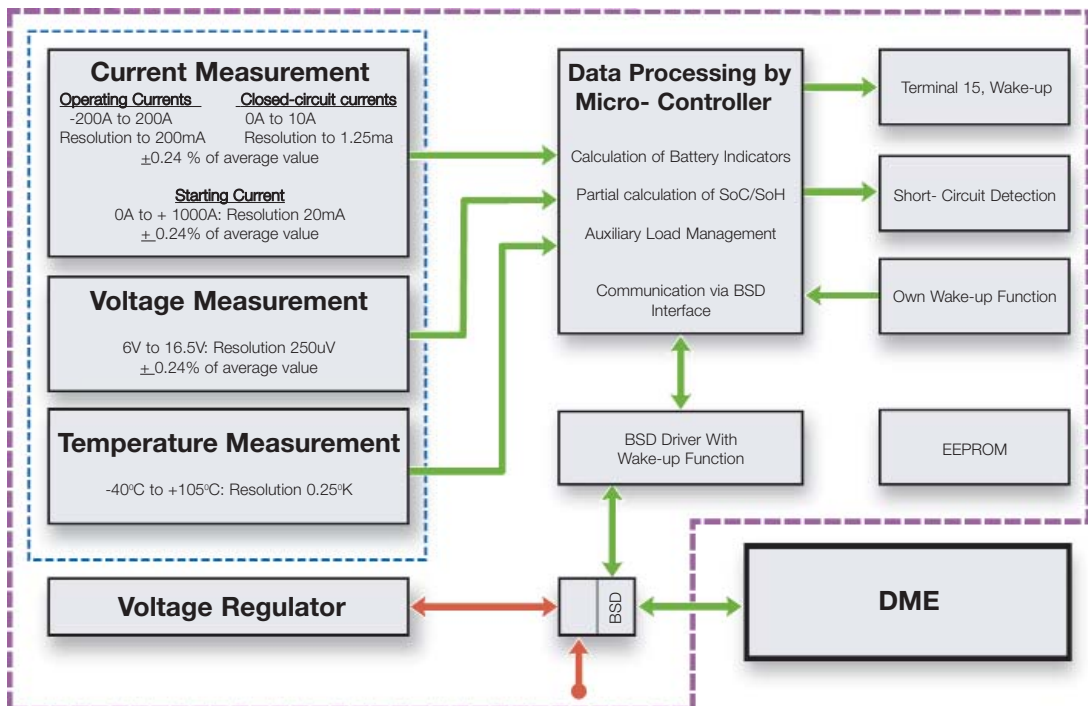 Current Measurement
Operating Currents Closed-circuit currents
-200A to 200A 0A to 10A
Resolution to 200mA Resolution to 1.25ma
±0.24 % of average value
Starting Current
0A to + 1000A: Resolution 20mA
± 0.24% of average value
Voltage Measurement
6V to 16.5V: Resolution 250uV
± 0.24% of average value
Temperature Measurement
-40⁰C to +105⁰C: Resolution 0.25⁰K
Voltage Regulator
Data Processing by
Micro- Controller
Calculation of Battery Indicators
Partial calculation of SoC/SoH
Auxiliary Load Management
Communication via BSD
Interface
BSD Driver With
Wake-up Function
BSD
Terminal 15, Wake-up
Short- Circuit Detection
Own Wake-up Function
EEPROM
DME